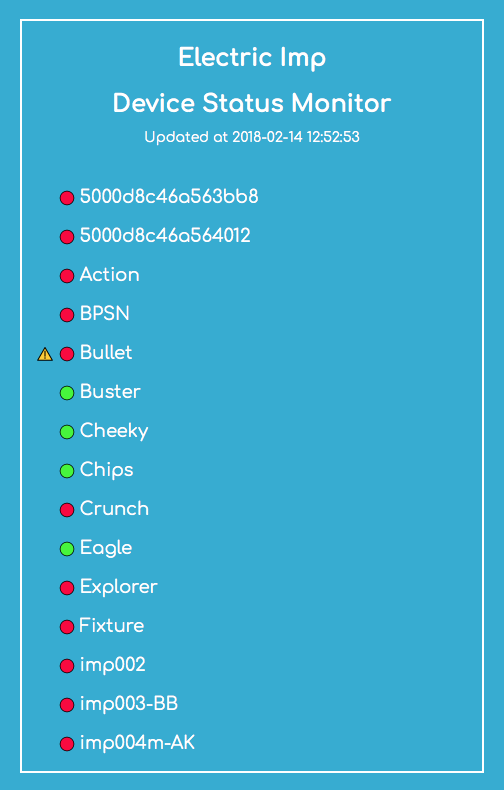 Electric Imp
Device Status Monitor
Updated at 2018-02-14 12:52:53
5000d8c46a563bb8
5000d8c46a564012
Action
BPSN
Bullet
Buster
Cheeky
Chips
Crunch
Eagle
Explorer
Fixture
imp002
imp003-BB
imp004m-AK